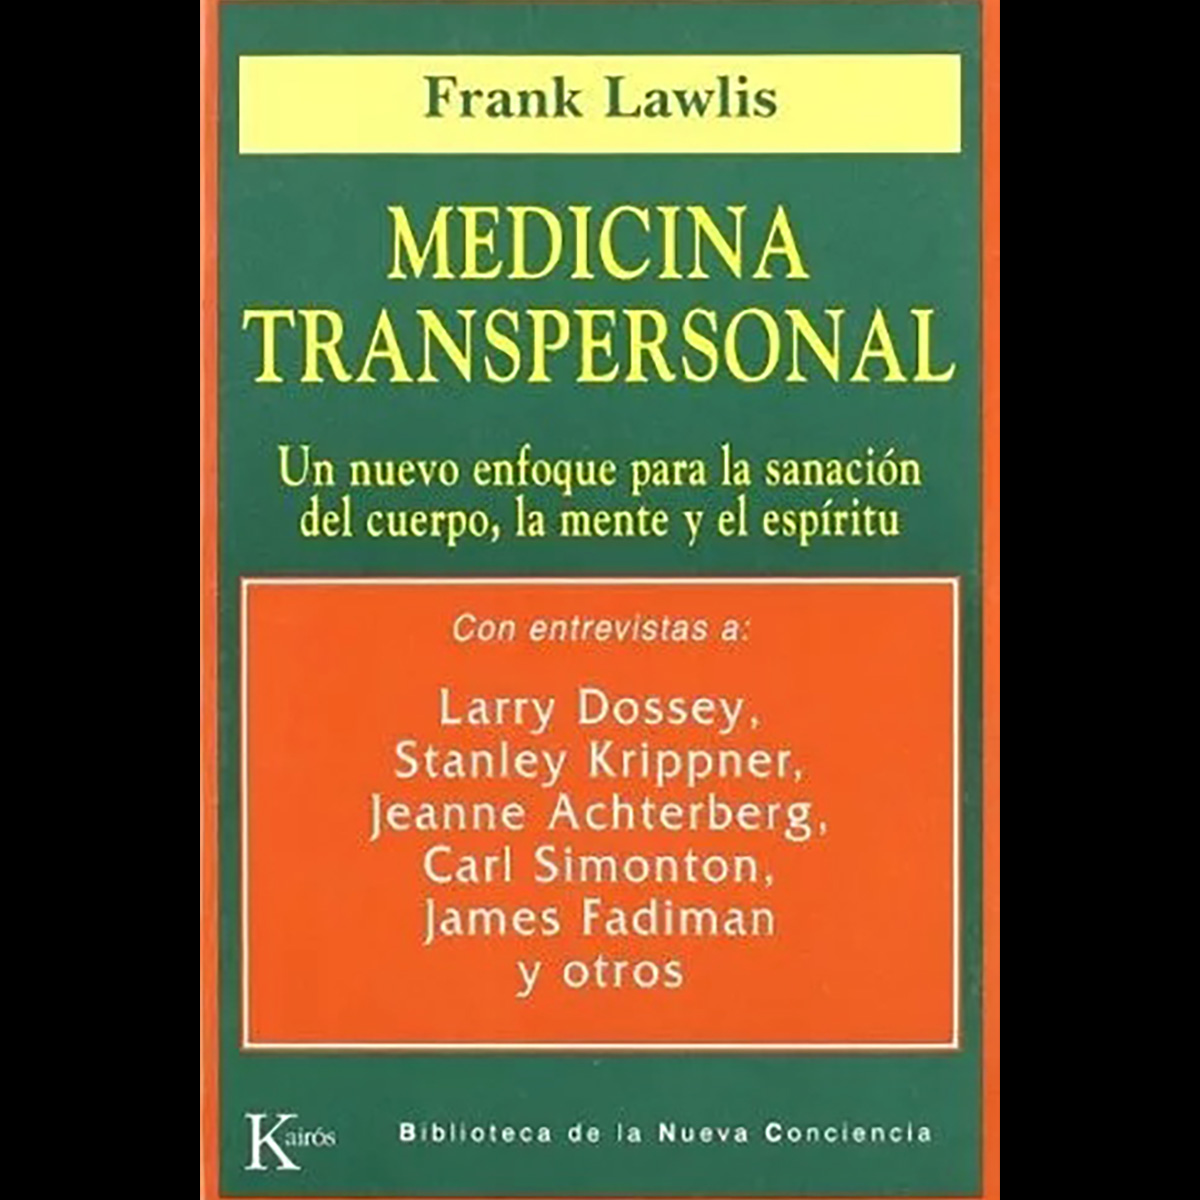 Frank Lawlis
MEDICINA
TRANSPERSONAL
Un nuevo enfoque para la sanación
del cuerpo, la mente y el espíritu
Con entrevistas a:
Larry Dossey,
Stanley Krippner,
Jeanne Achterberg,
Carl Simonton,
James Fadiman
y otros
Kairós
Biblioteca de la Nueva Conciencia